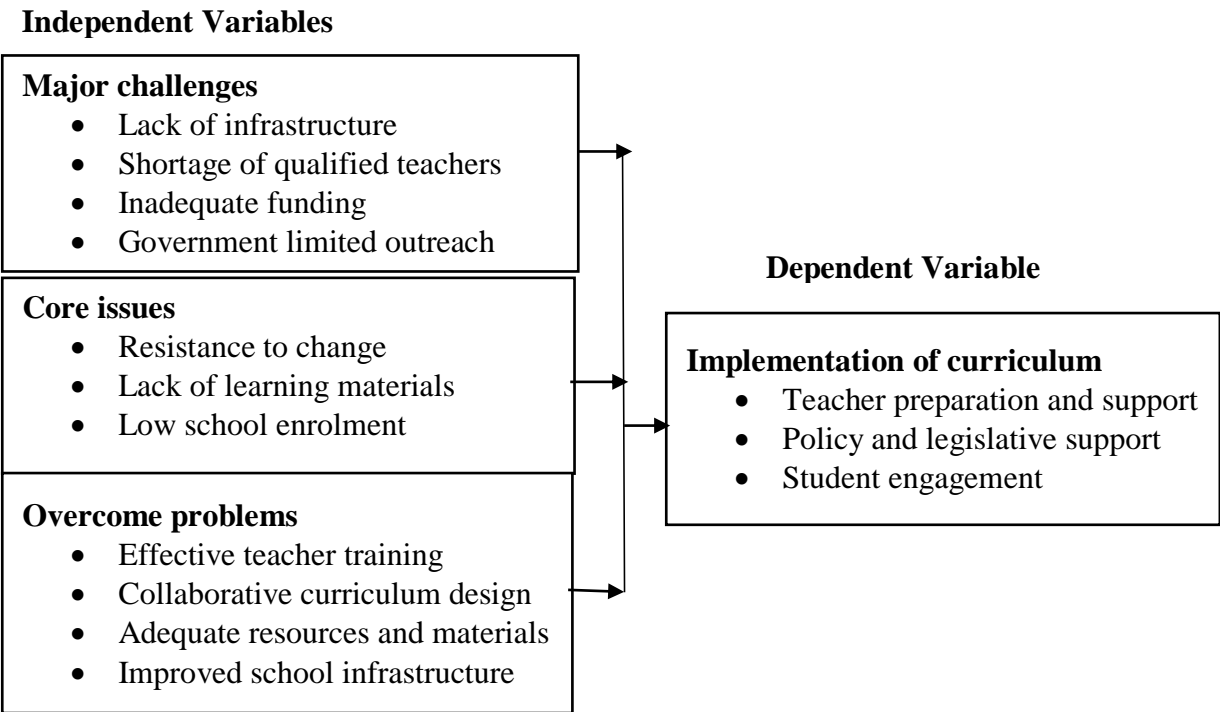 Independent Variables
Major challenges
• Lack of infrastructure
• Shortage of qualified teachers
• Inadequate funding
• Government limited outreach
Core issues
• Resistance to change
• Lack of learning materials
• Low school enrolment
Overcome problems
• Effective teacher training
• Collaborative curriculum design
• Adequate resources and materials
• Improved school infrastructure
Dependent Variable
Implementation of curriculum
• Teacher preparation and support
• Policy and legislative support
• Student engagement